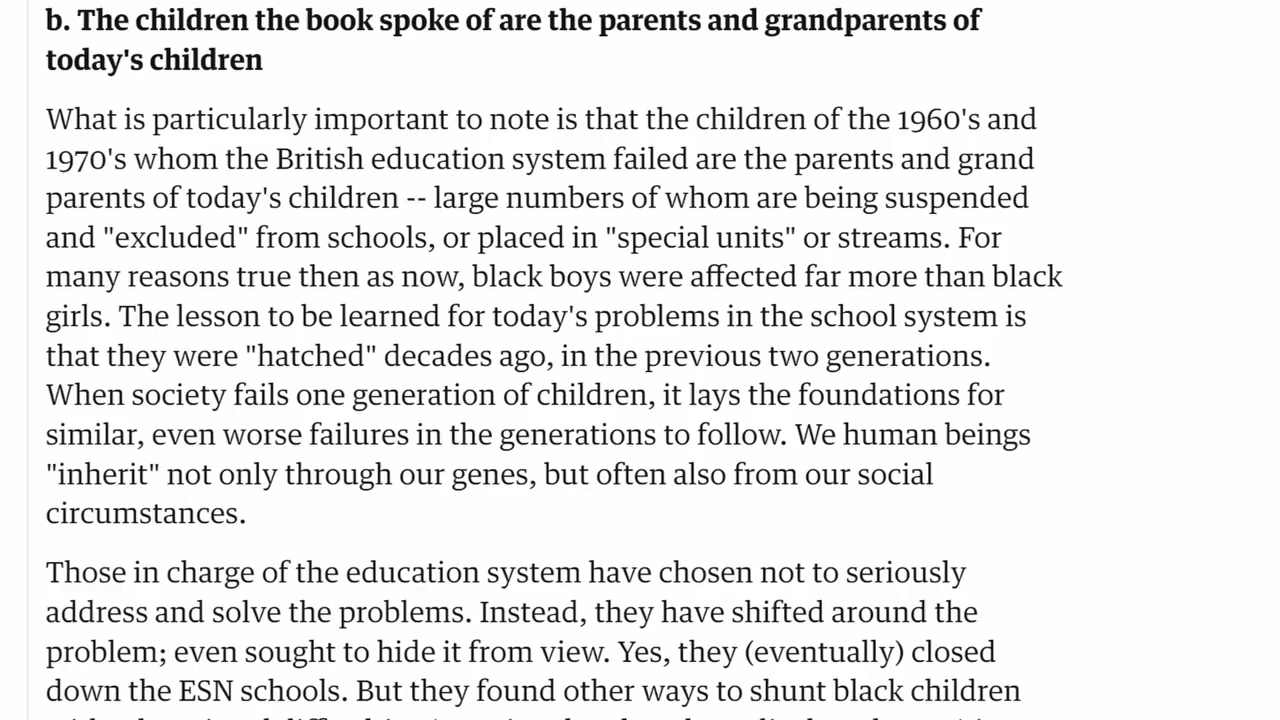 b. The children the book spoke of are the parents and grandparents of
today's children
What is particularly important to note is that the children of the 1960's and
1970's whom the British education system failed are the parents and grand
parents of today's children -- large numbers of whom are being suspended
and "excluded" from schools, or placed in "special units" or streams. For
many reasons true then as now, black boys were affected far more than black
girls. The lesson to be learned for today's problems in the school system is
that they were "hatched" decades ago, in the previous two generations.
When society fails one generation of children, it lays the foundations for
similar, even worse failures in the generations to follow. We human beings
"inherit" not only through our genes, but often also from our social
circumstances.
Those in charge of the education system have chosen not to seriously
address and solve the problems. Instead, they have shifted around the
problem; even sought to hide it from view. Yes, they (eventually) closed
down the ESN schools. But they found other ways to shunt black children